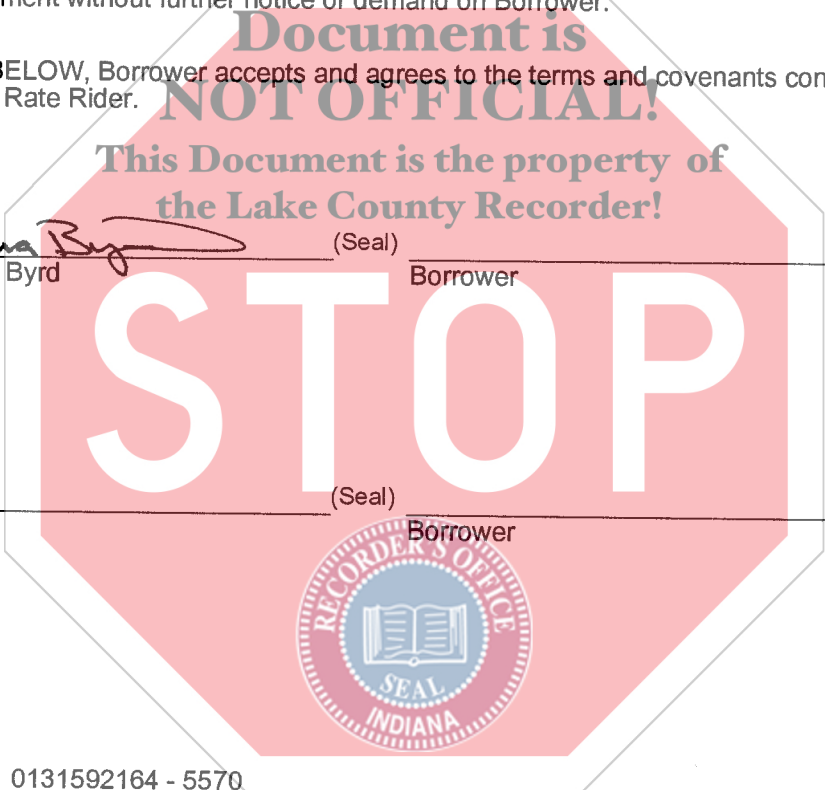 ment without further notice or demand on Borrower.
Document is
BELOW, Borrower accepts and agrees to the terms and covenants con
Rate Rider.
NOT OFFICIAL!
This Document is the property of
the Lake County Recorder!
(Seal)
Byrd
Borrower
STOP
(Seal)
Borrower
RECORDER'S OFFICE
SEAL
INDIANA
0131592164 - 5570